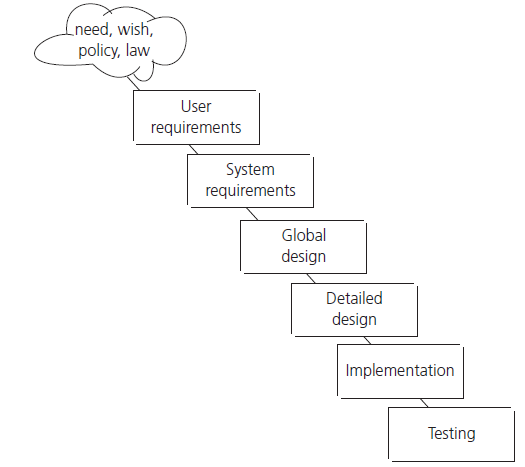 need, wish,
policy, law
User
requirements
System
requirements
Global
design
Detailed
design
Implementation
Testing